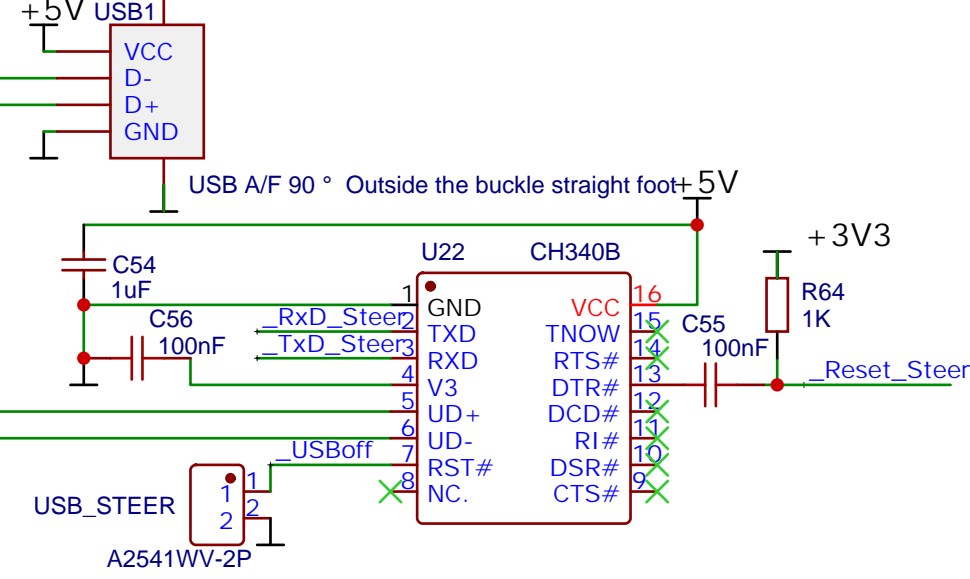 +5V USB1
VCC
D-
D+
GND
USB A/F 90 ° Outside the buckle straight foot
+5V
+3V3
C54
1uF
U22 CH340B
R64
1K
C56
100nF
C55
100nF
_RxD_Steer
_TxD_Steer
_USBoff
_Reset_Steer
1 GND VCC 16
2 TXD TNOW 15
3 RXD RTS# 14
4 V3 DTR# 13
5 UD+ DCD# 12
6 UD- RI# 11
7 RST# DSR# 10
8 NC. CTS# 9
USB_STEER
1 1
2 2
A2541WV-2P